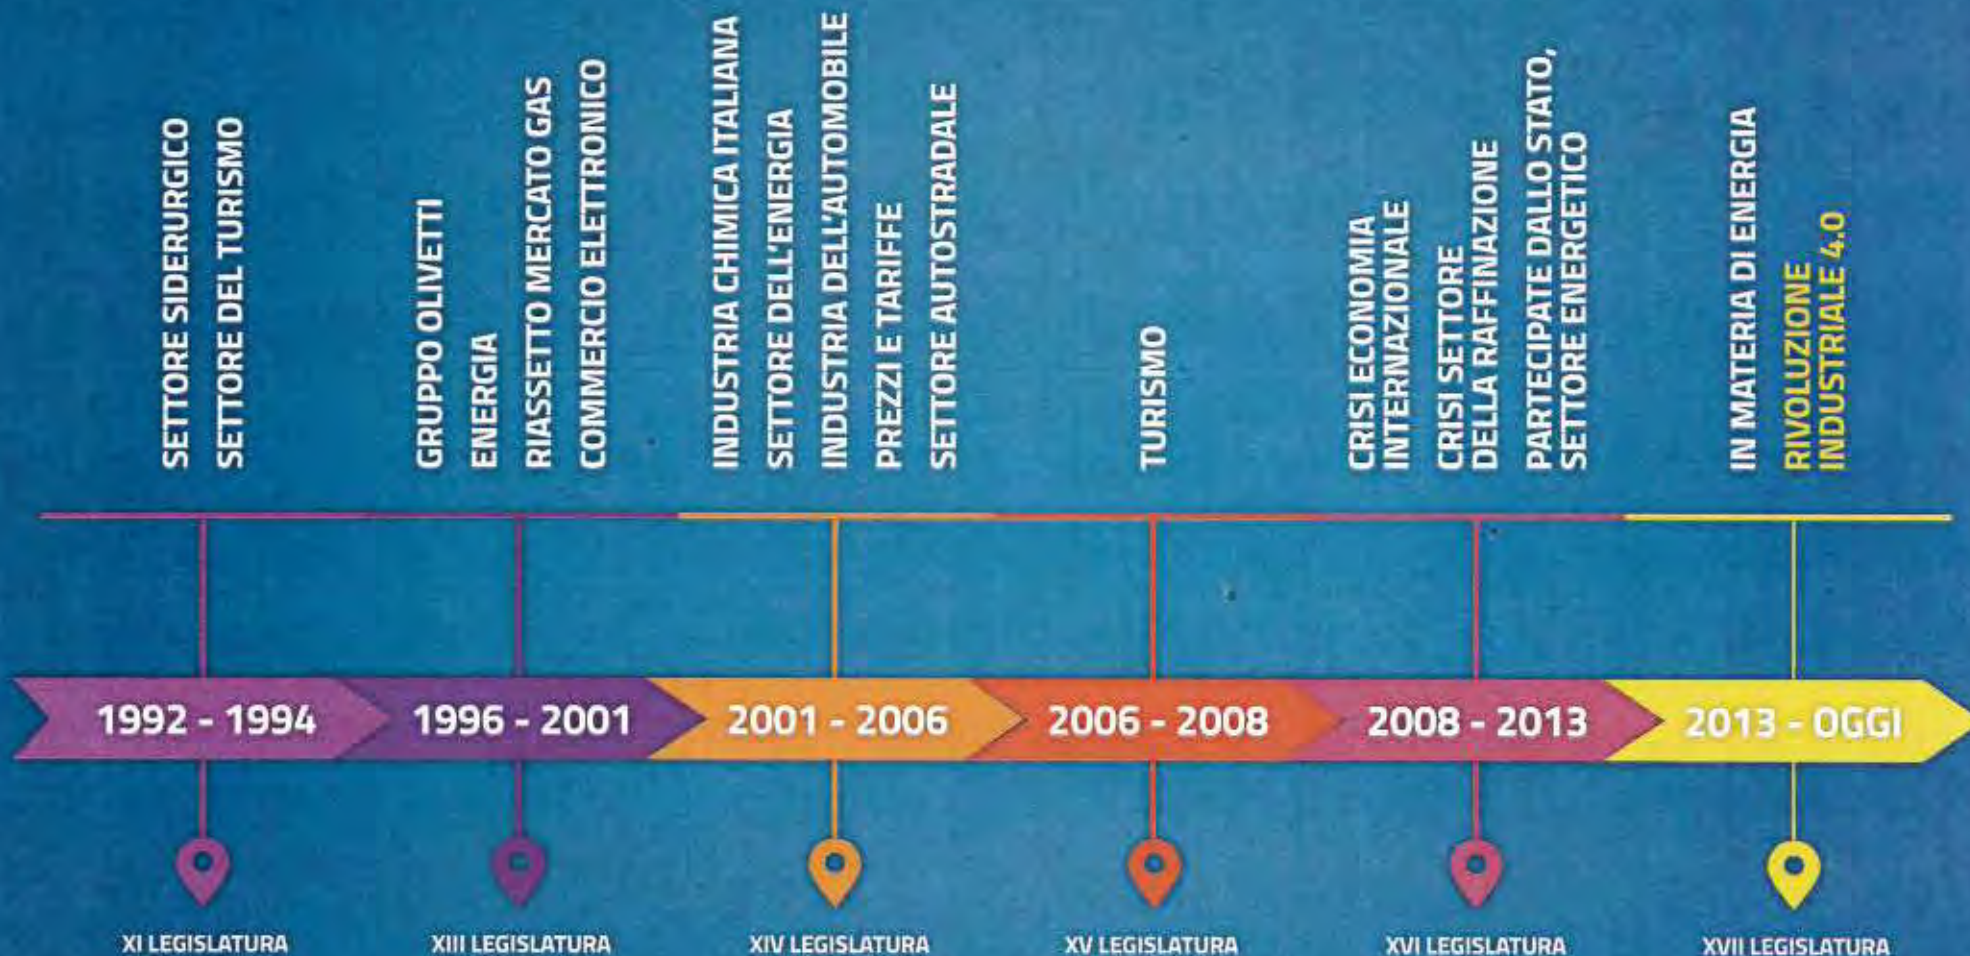 SETTORE SIDERURGICO
SETTORE DEL TURISMO
GRUPPO OLIVETTI
ENERGIA
RIASSETTO MERCATO GAS
COMMERCIO ELETTRONICO
INDUSTRIA CHIMICA ITALIANA
SETTORE DELL'ENERGIA
INDUSTRIA DELL'AUTOMOBILE
PREZZI E TARIFFE
SETTORE AUTOSTRADALE
TURISMO
CRISI ECONOMIA
INTERNAZIONALE
CRISI SETTORE
DELLA RAFFINAZIONE
PARTECIPATE DALLO STATO,
SETTORE ENERGETICO
IN MATERIA DI ENERGIA
RIVOLUZIONE
INDUSTRIALE 4.0
1992 - 1994
1996 - 2001
2001 - 2006
2006 - 2008
2008 - 2013
2013 - OGGI
XI LEGISLATURA
XIII LEGISLATURA
XIV LEGISLATURA
XV LEGISLATURA
XVI LEGISLATURA
XVII LEGISLATURA